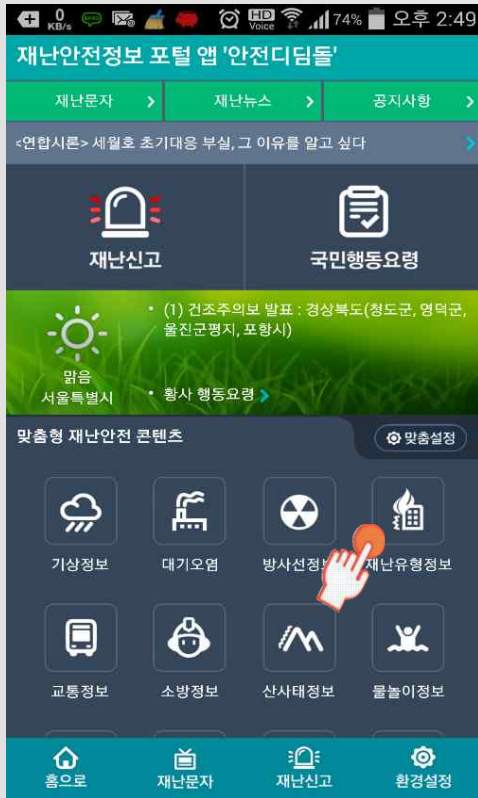 0 KB/s HD Voice 74% 오후 2:49
재난안전정보 포털 앱 '안전디딤돌'
재난문자 > 재난뉴스 > 공지사항 >
<연합시론> 세월호 초기대응 부실, 그 이유를 알고 싶다 >
재난신고 국민행동요령
• (1) 건조주의보 발표 : 경상북도(청도군, 영덕군,
울진군평지, 포항시)
맑음
서울특별시 • 황사 행동요령 >
맞춤형 재난안전 콘텐츠 맞춤설정
기상정보 대기오염 방사선정보 재난유형정보
교통정보 소방정보 산사태정보 물놀이정보
홈으로 재난문자 재난신고 환경설정